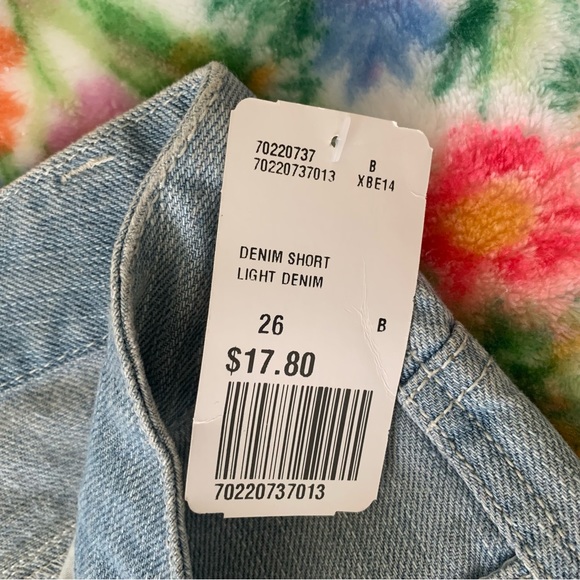 70220737 B
70220737013 XBE14
DENIM SHORT
LIGHT DENIM
26 B
$17.80
70220737013